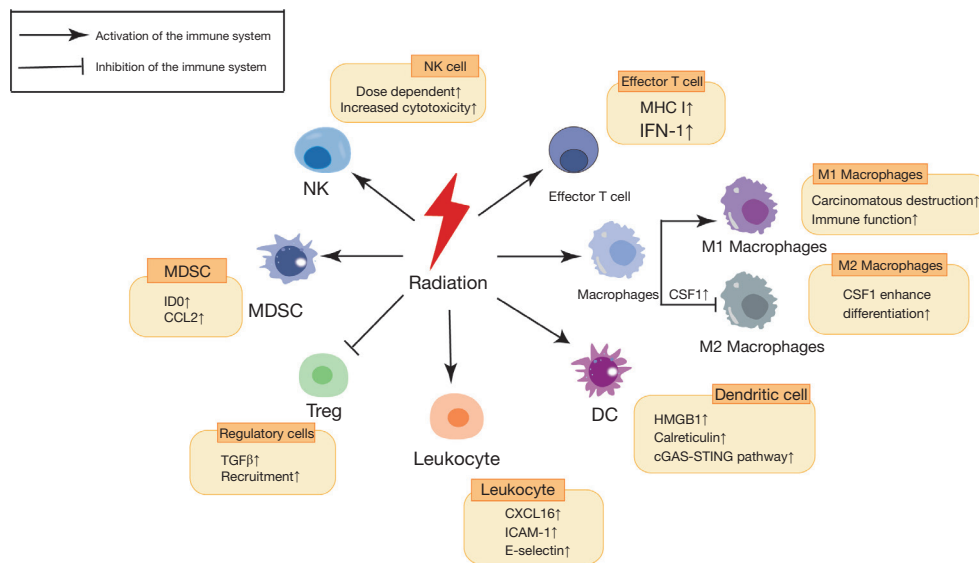 Activation of the immune system
Inhibition of the immune system
NK cell
Dose dependent↑
Increased cytotoxicity↑
NK
Effector T cell
MHC I↑
IFN-1↑
Effector T cell
M1 Macrophages
Carcinomatous destruction↑
Immune function↑
M1 Macrophages
Macrophages
CSF1↑
M2 Macrophages
CSF1 enhance
differentiation↑
M2 Macrophages
Radiation
MDSC
ID0↑
CCL2↑
MDSC
Treg
Regulatory cells
TGFβ↑
Recruitment↑
Leukocyte
Leukocyte
CXCL16↑
ICAM-1↑
E-selectin↑
DC
Dendritic cell
HMGB1↑
Calreticulin↑
cGAS-STING pathway↑